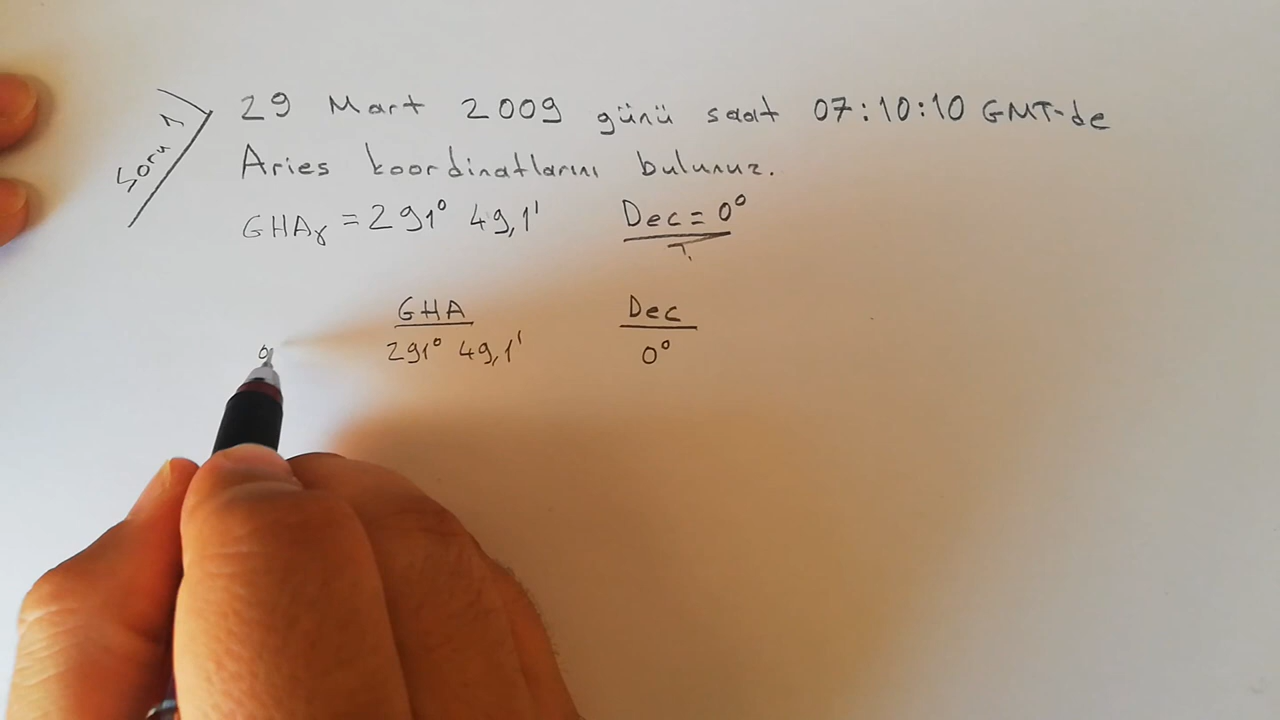 Soru 1
29 Mart 2009 günü saat 07:10:10 GMT-de
Aries koordinatlarını bulunuz.
GHAγ = 291° 49,1' Dec = 0°
T.
GHA Dec
0 291° 49,1' 0°